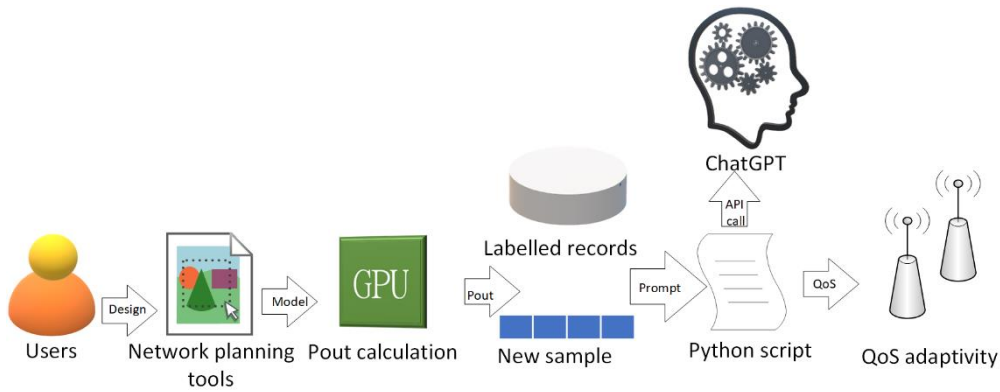 ChatGPT
API
call
Labelled records
Design
Model
GPU
Pout
Prompt
QoS
Users
Network planning
tools
Pout calculation
New sample
Python script
QoS adaptivity